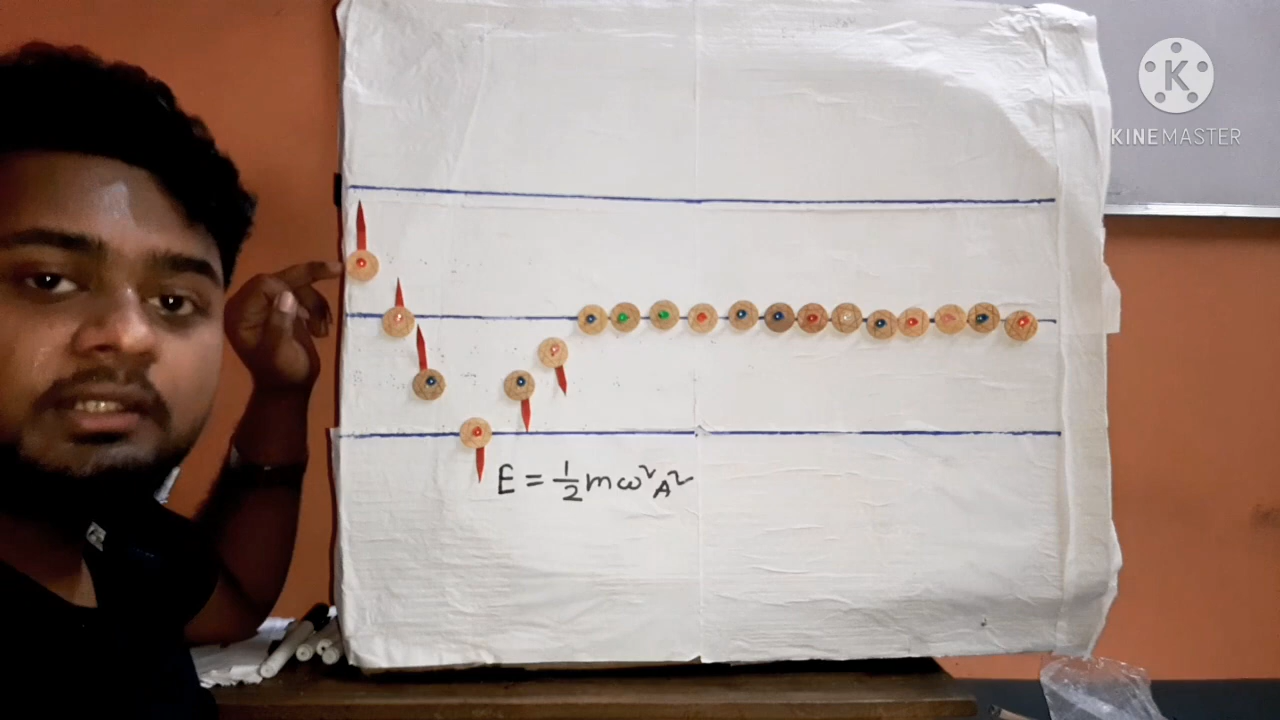 K
KINEMASTER
E = ½mω²A²